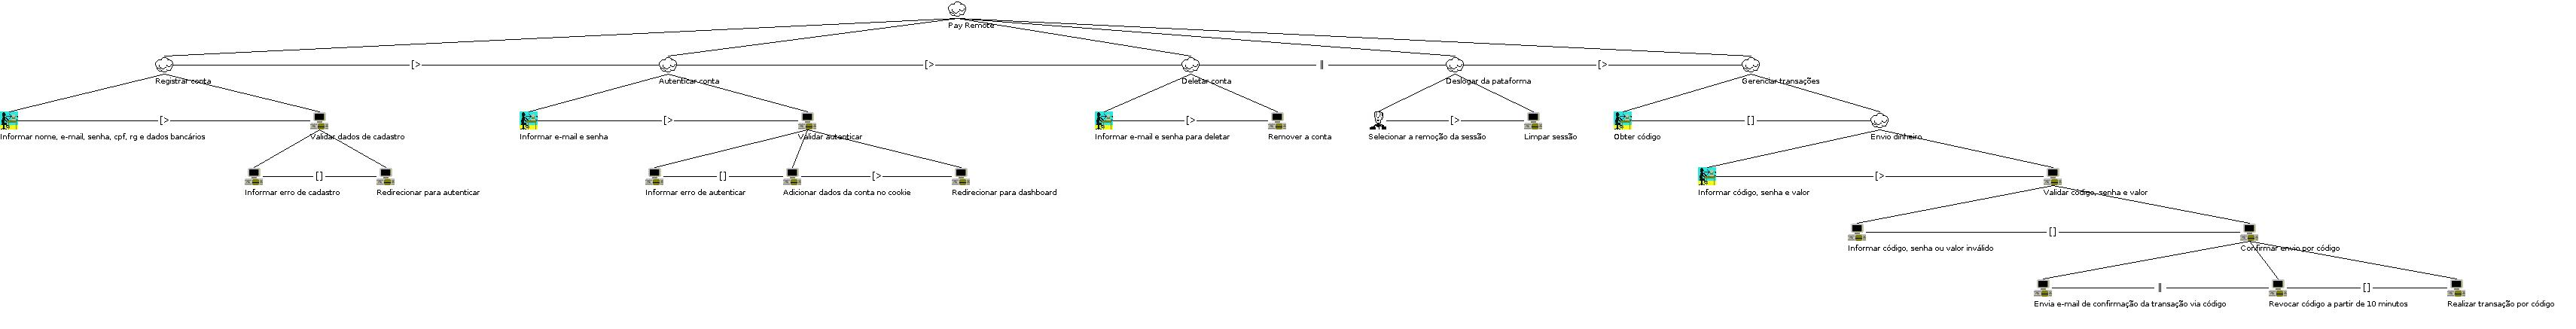 Pay Remote
[>
[>
||
[>
Registrar conta
Autenticar conta
Deletar conta
Deslogar da pataforma
Gerenciar transações
[>
[>
[>
[>
[]
Informar nome, e-mail, senha, cpf, rg e dados bancários
Validar dados de cadastro
Informar e-mail e senha
Validar autenticar
Informar e-mail e senha para deletar
Remover a conta
Selecionar a remoção da sessão
Limpar sessão
Obter código
Envio dinheiro
[]
[]
[>
[>
Informar erro de cadastro
Redirecionar para autenticar
Informar erro de autenticar
Adicionar dados da conta no cookie
Redirecionar para dashboard
Informar código, senha e valor
Validar código, senha e valor
[]
Informar código, senha ou valor inválido
Confirmar envio por código
||
[]
Envia e-mail de confirmação da transação via código
Revocar código a partir de 10 minutos
Realizar transação por código